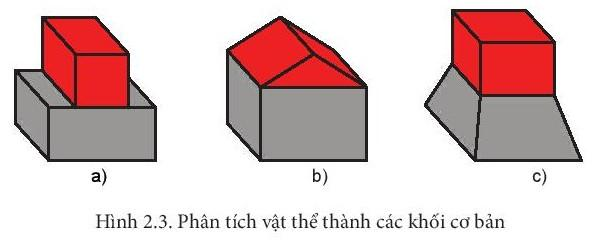 a) b) c)
Hình 2.3. Phân tích vật thể thành các khối cơ bản